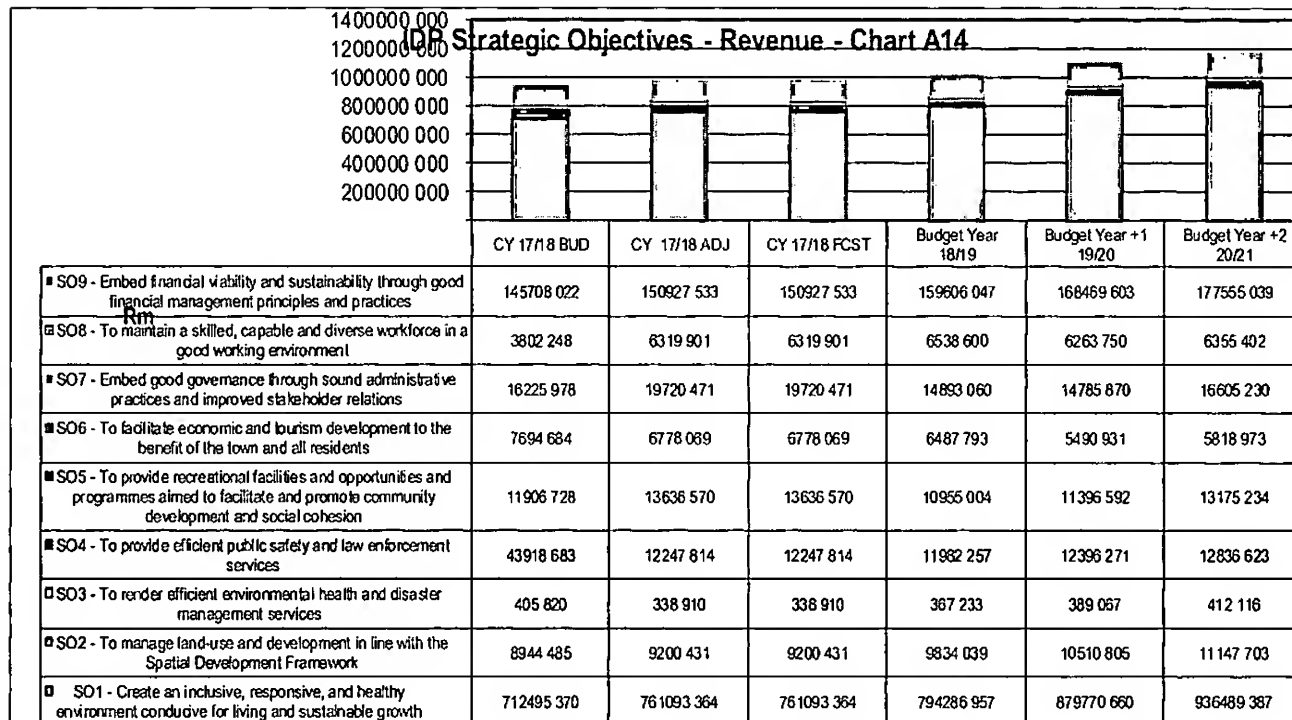 IDP Strategic Objectives - Revenue - Chart A14
1400000 000
1200000 000
1000000 000
800000 000
600000 000
400000 000
200000 000
Rm
CY 17/18 BUD CY 17/18 ADJ CY 17/18 FCST Budget Year 18/19 Budget Year +1 19/20 Budget Year +2 20/21
SO9 - Embed financial viability and sustainability through good
financial management principles and practices
145708 022 150927 533 150927 533 159606 047 168469 603 177555 039
SO8 - To maintain a skilled, capable and diverse workforce in a
good working environment
3802 248 6319 901 6319 901 6538 600 6263 750 6355 402
SO7 - Embed good governance through sound administrative
practices and improved stakeholder relations
16225 978 19720 471 19720 471 14893 060 14785 870 16605 230
SO6 - To facilitate economic and tourism development to the
benefit of the town and all residents
7694 684 6778 069 6778 069 6487 793 5490 931 5818 973
SO5 - To provide recreational facilities and opportunities and
programmes aimed to facilitate and promote community
development and social cohesion
11906 728 13636 570 13636 570 10955 004 11396 592 13175 234
SO4 - To provide efficient public safety and law enforcement
services
43918 683 12247 814 12247 814 11982 257 12396 271 12836 623
SO3 - To render efficient environmental health and disaster
management services
405 820 338 910 338 910 367 233 389 067 412 116
SO2 - To manage land-use and development in line with the
Spatial Development Framework
8944 485 9200 431 9200 431 9834 039 10510 805 11147 703
SO1 - Create an inclusive, responsive, and healthy
environment conducive for living and sustainable growth
712495 370 761093 364 761093 364 794286 957 879770 660 936489 387